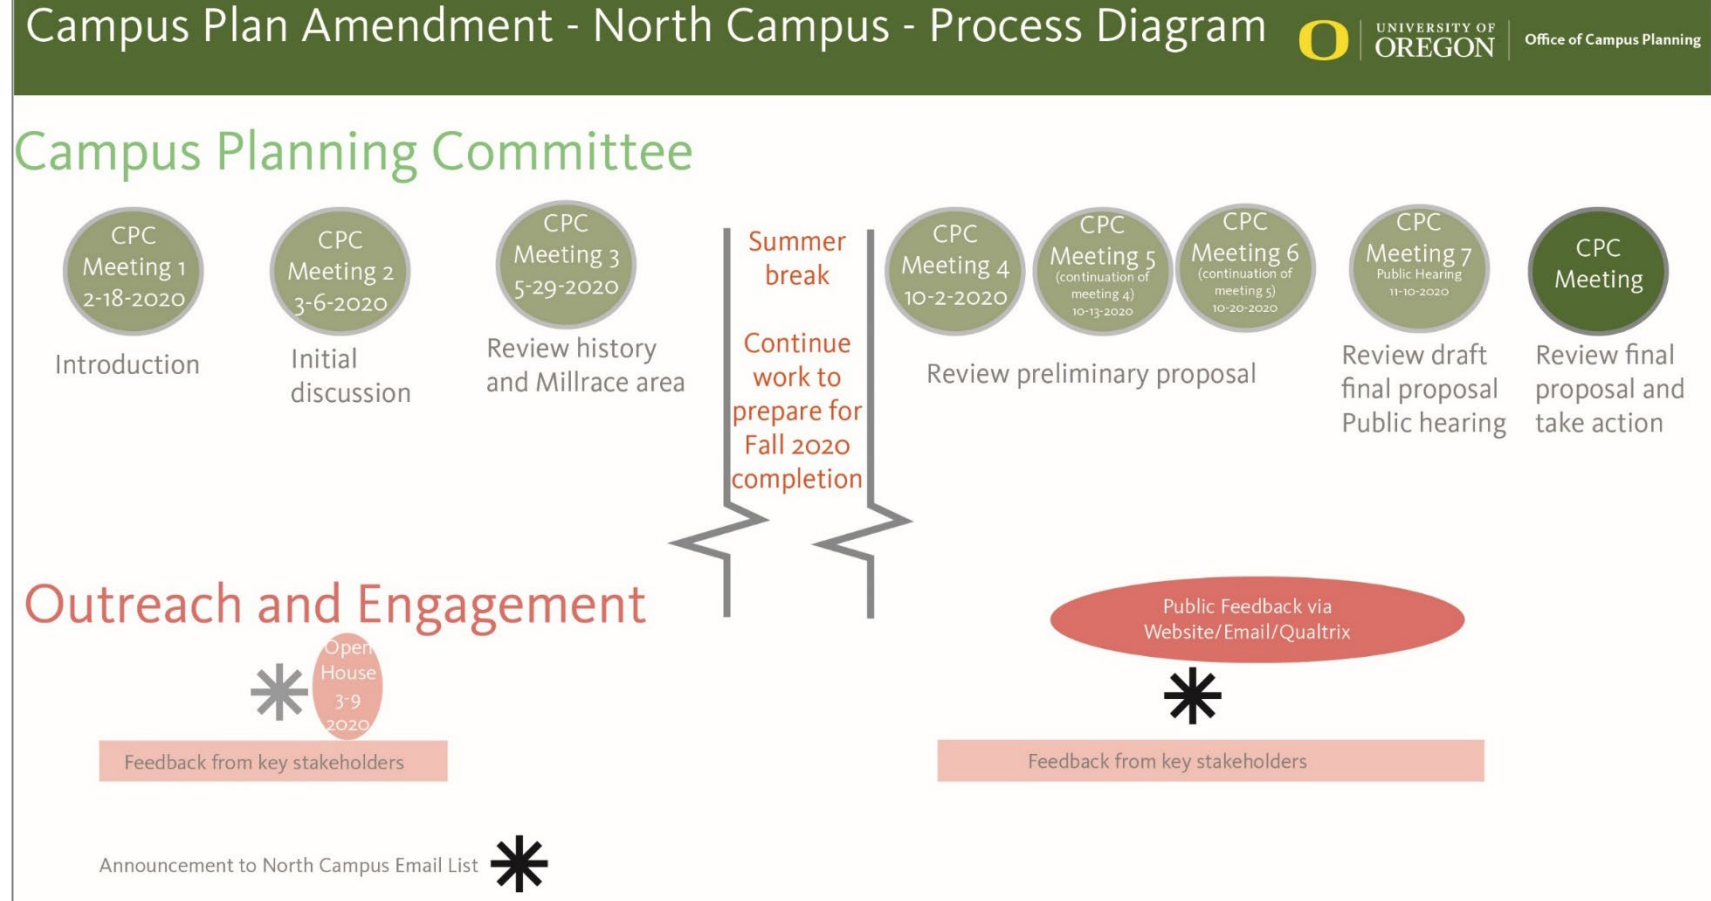 Campus Plan Amendment - North Campus - Process Diagram
UNIVERSITY OF
OREGON
Office of Campus Planning
Campus Planning Committee
CPC
Meeting 1
2-18-2020
Introduction
CPC
Meeting 2
3-6-2020
Initial
discussion
CPC
Meeting 3
5-29-2020
Review history
and Millrace area
Summer
break
Continue
work to
prepare for
Fall 2020
completion
CPC
Meeting 4
10-2-2020
CPC
Meeting 5
(continuation of
meeting 4)
10-13-2020
CPC
Meeting 6
(continuation of
meeting 5)
10-20-2020
Review preliminary proposal
CPC
Meeting 7
Public Hearing
11-10-2020
Review draft
final proposal
Public hearing
CPC
Meeting
Review final
proposal and
take action
Outreach and Engagement
Open
House
3-9
2020
Feedback from key stakeholders
Public Feedback via
Website/Email/Qualtrix
Feedback from key stakeholders
Announcement to North Campus Email List